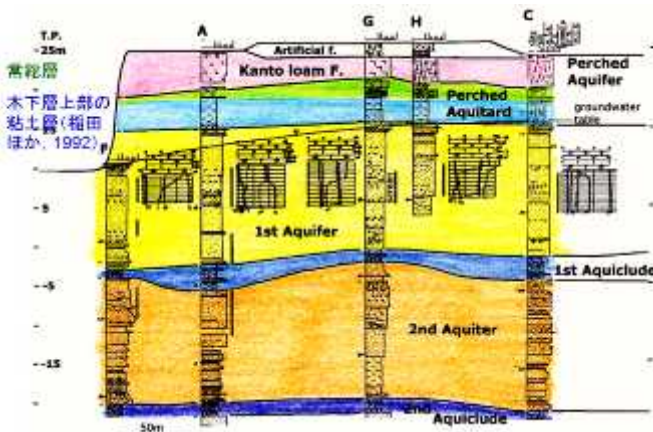 T.P.
25m
A
G
H
C
Artificial f.
Kanto loam F.
Perched
Aquifer
常総層
Perched
Aquitard
木下層上部の
粘土層(稲田
ほか, 1992)
groundwater
table
F
5
1st Aquifer
1st Aquiclude
-5
2nd Aquiter
-15
2nd
Aquiclude
50m